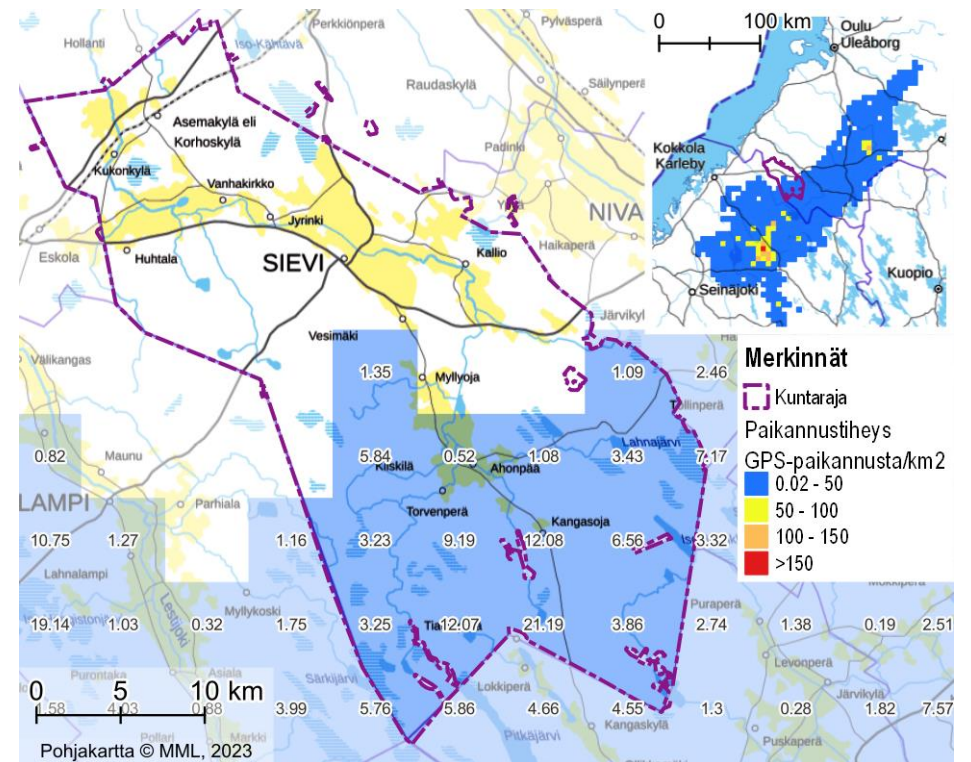 Hollanti
Iso-Kähtävä
Perkkiönperä
Pylväsperä
Raudaskylä
Säilynperä
Asemakylä eli
Korhoskylä
Padinki
Kukonkylä
Vanhakirkko
Jyrinki
NIVA
Haikaperä
Eskola
Huhtala
SIEVI
Kallio
Järvikyl
Vesimäki
Välikangas
Myllyoja
1.35
1.09
2.46
0.82
Maunu
5.84
Kiiskilä
0.52
Ahonpää
1.08
Lahnajärvi
3.43
7.17
LAMPI
Parhiala
Torvenperä
Kangasoja
10.75
1.27
1.16
3.23
9.19
12.08
6.56
3.32
Lahnalampi
Lestijoki
Myllykoski
Puraperä
19.14
1.03
0.32
1.75
3.25
12.07
21.19
3.86
2.74
1.38
0.19
2.51
Levonperä
Purontaka
Asiala
Särkijärvi
Lokkiperä
Järvikylä
4.03
0.88
3.99
5.76
5.86
4.66
4.55
1.3
0.28
1.82
7.57
Pollari
Markki
Pitkäjärvi
Kangaskylä
Puskaperä
0 5 10 km
Pohjakartta © MML, 2023
0 100 km
Oulu
Uleåborg
Kokkola
Karleby
Kuopio
Seinäjoki
Merkinnät
Kuntaraja
Paikannustiheys
GPS-paikannusta/km2
0.02 - 50
50 - 100
100 - 150
>150